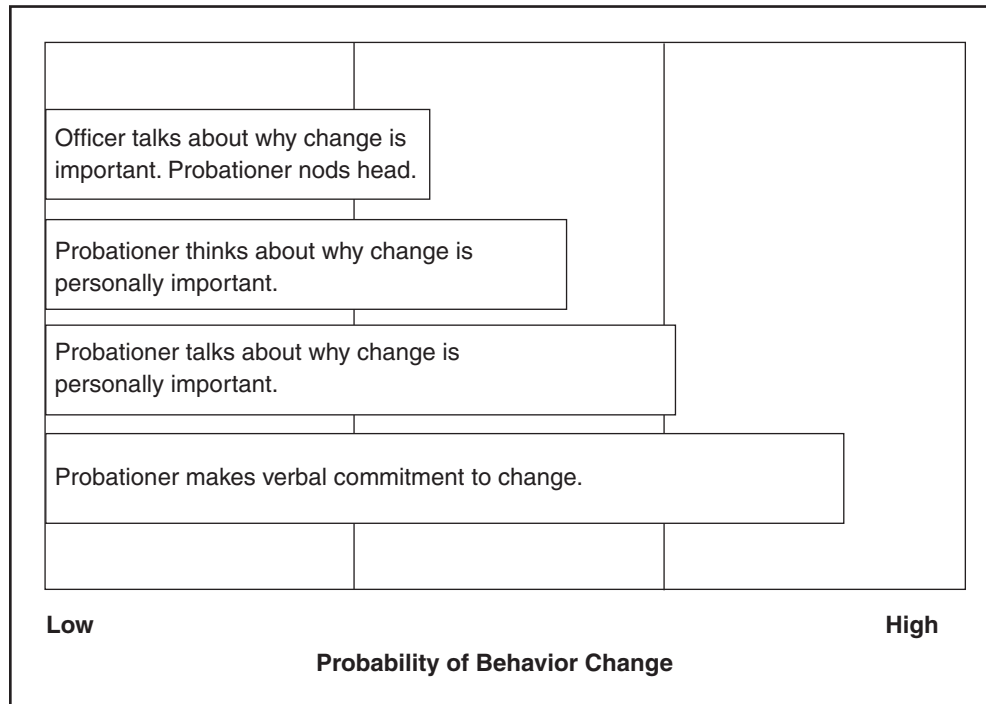 Officer talks about why change is
important. Probationer nods head.
Probationer thinks about why change is
personally important.
Probationer talks about why change is
personally important.
Probationer makes verbal commitment to change.
Low
High
Probability of Behavior Change